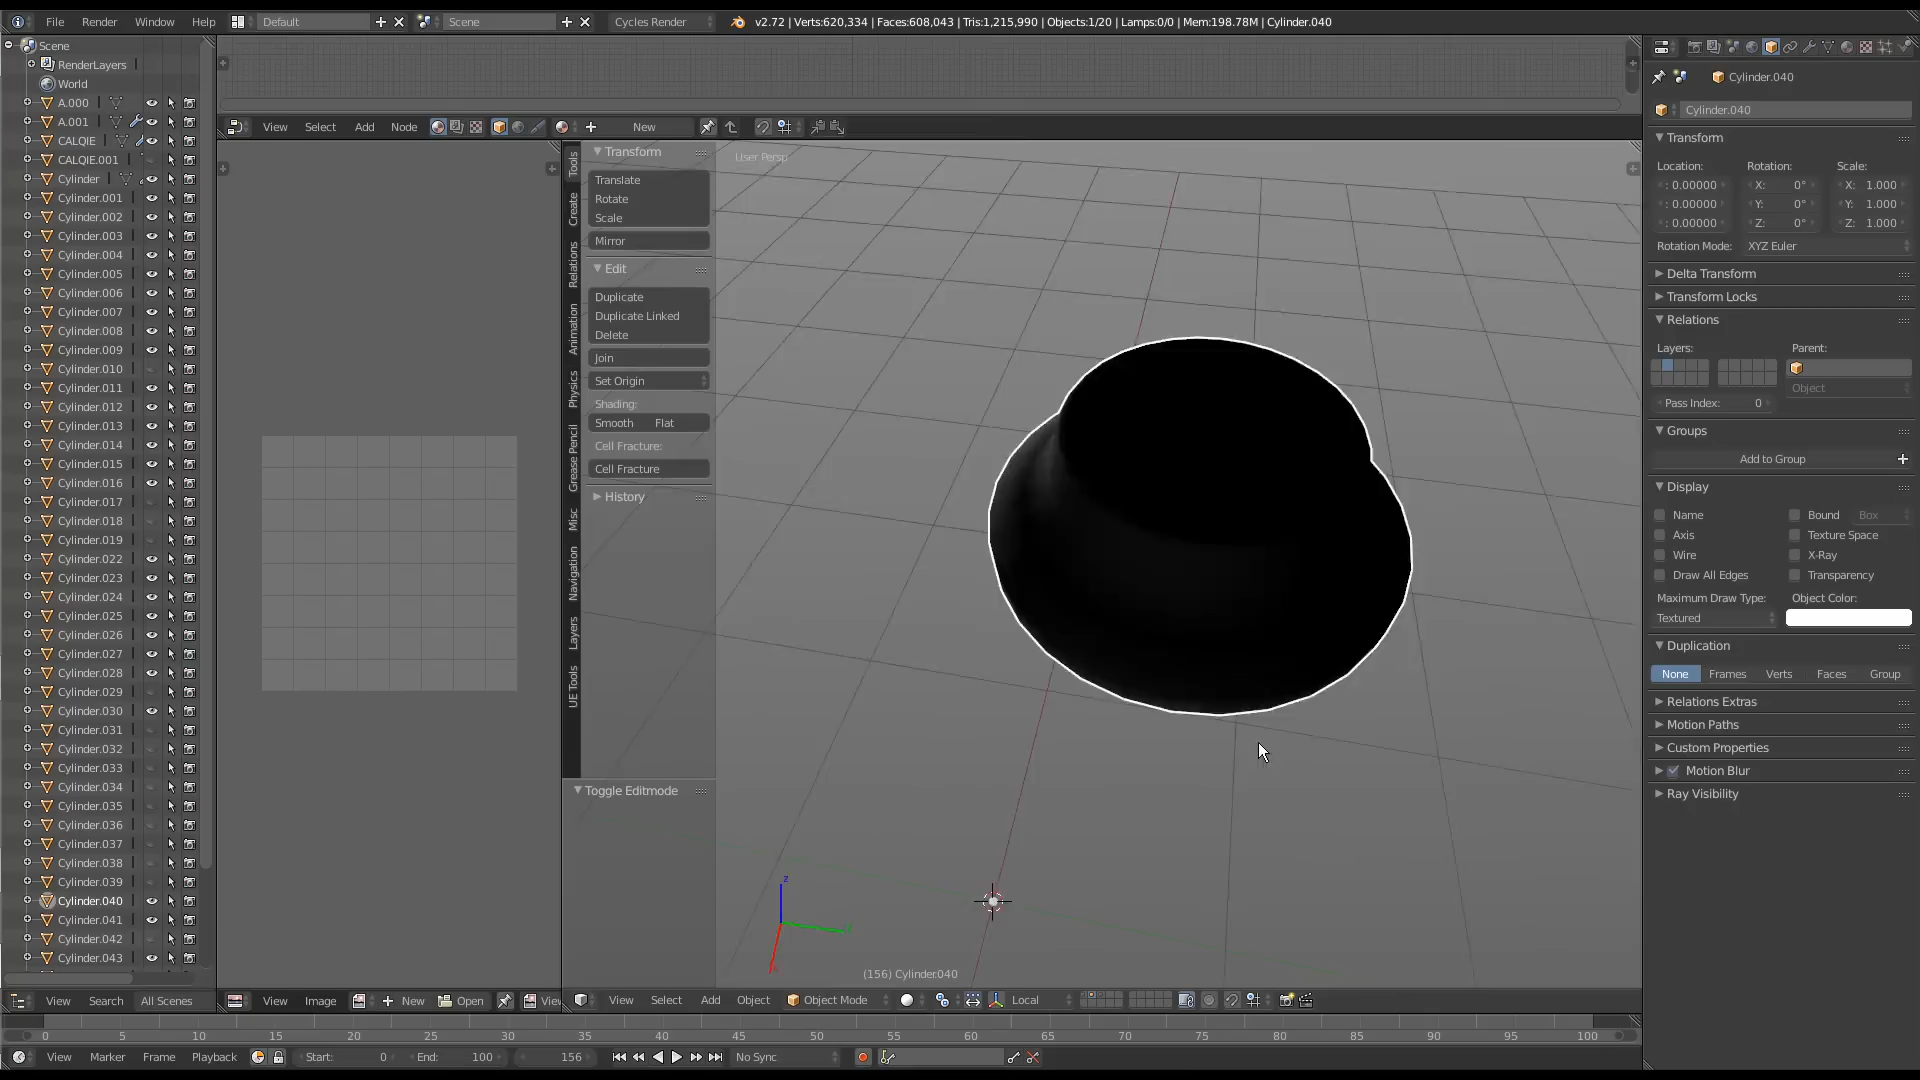 File Render Window Help Default Scene Cycles Render v2.72 | Verts:620,334 | Faces:608,043 | Tris:1,215,990 | Objects:1/20 | Lamps:0/0 | Mem:198.78M | Cylinder.040
Scene
RenderLayers
World
A.000
A.001
CALQIE
CALQIE.001
Cylinder
Cylinder.001
Cylinder.002
Cylinder.003
Cylinder.004
Cylinder.005
Cylinder.006
Cylinder.007
Cylinder.008
Cylinder.009
Cylinder.010
Cylinder.011
Cylinder.012
Cylinder.013
Cylinder.014
Cylinder.015
Cylinder.016
Cylinder.017
Cylinder.018
Cylinder.019
Cylinder.022
Cylinder.023
Cylinder.024
Cylinder.025
Cylinder.026
Cylinder.027
Cylinder.028
Cylinder.029
Cylinder.030
Cylinder.031
Cylinder.032
Cylinder.033
Cylinder.034
Cylinder.035
Cylinder.036
Cylinder.037
Cylinder.038
Cylinder.039
Cylinder.040
Cylinder.041
Cylinder.042
Cylinder.043
View Search All Scenes
View Select Add Node New
View Image New Open View
Tools
Create
Relations
Animation
Physics
Grease Pencil
Misc
Navigation
Layers
UE Tools
Transform
Translate
Rotate
Scale
Mirror
Edit
Duplicate
Duplicate Linked
Delete
Join
Set Origin
Shading:
Smooth Flat
Cell Fracture:
Cell Fracture
History
Toggle Editmode
User Persp
z
(156) Cylinder.040
View Select Add Object Object Mode Local
Cylinder.040
Cylinder.040
Transform
Location: Rotation: Scale:
: 0.00000 X: 0° X: 1.000
: 0.00000 Y: 0° Y: 1.000
: 0.00000 Z: 0° Z: 1.000
Rotation Mode: XYZ Euler
Delta Transform
Transform Locks
Relations
Layers: Parent:
Object
Pass Index: 0
Groups
Add to Group
Display
Name Bound Box
Axis Texture Space
Wire X-Ray
Draw All Edges Transparency
Maximum Draw Type: Object Color:
Textured
Duplication
None Frames Verts Faces Group
Relations Extras
Motion Paths
Custom Properties
Motion Blur
Ray Visibility
0 5 10 15 20 25 30 35 40 45 50 55 60 65 70 75 80 85 90 95 100
View Marker Frame Playback Start: 0 End: 100 156 No Sync